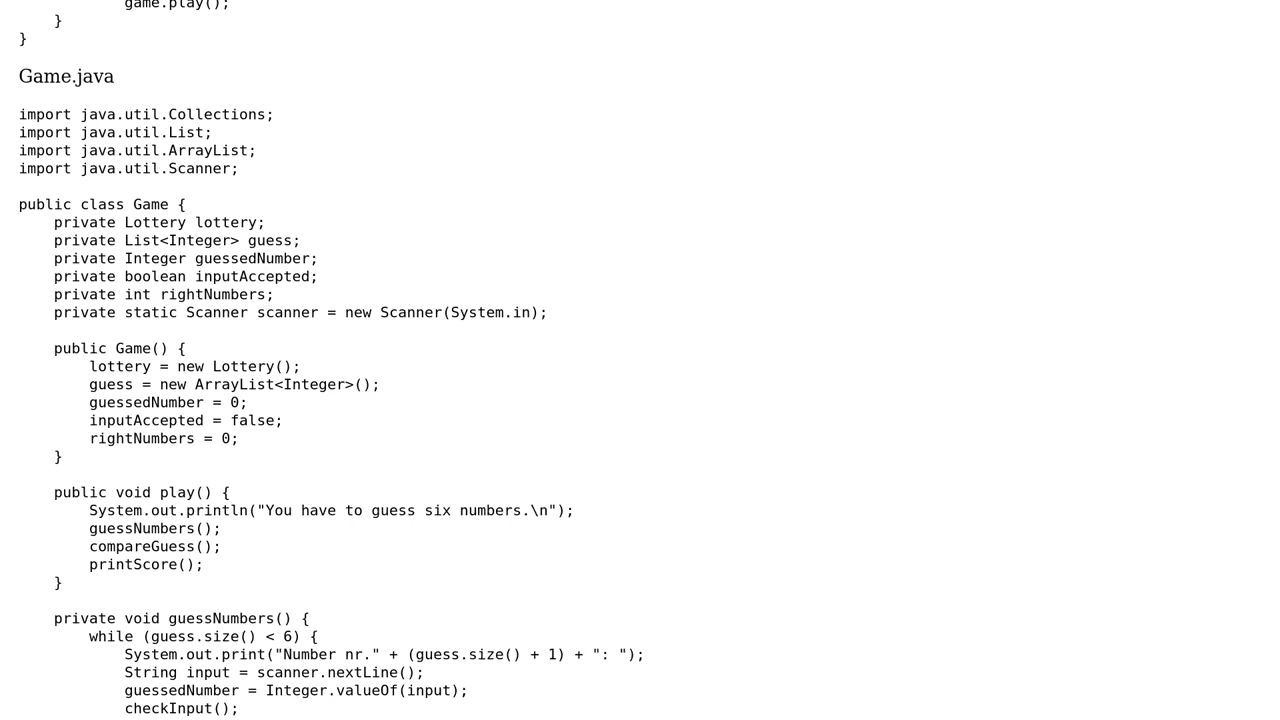 game.play();
    }
}
Game.java
import java.util.Collections;
import java.util.List;
import java.util.ArrayList;
import java.util.Scanner;

public class Game {
    private Lottery lottery;
    private List<Integer> guess;
    private Integer guessedNumber;
    private boolean inputAccepted;
    private int rightNumbers;
    private static Scanner scanner = new Scanner(System.in);

    public Game() {
        lottery = new Lottery();
        guess = new ArrayList<Integer>();
        guessedNumber = 0;
        inputAccepted = false;
        rightNumbers = 0;
    }

    public void play() {
        System.out.println("You have to guess six numbers.\n");
        guessNumbers();
        compareGuess();
        printScore();
    }

    private void guessNumbers() {
        while (guess.size() < 6) {
            System.out.print("Number nr." + (guess.size() + 1) + ": ");
            String input = scanner.nextLine();
            guessedNumber = Integer.valueOf(input);
            checkInput();